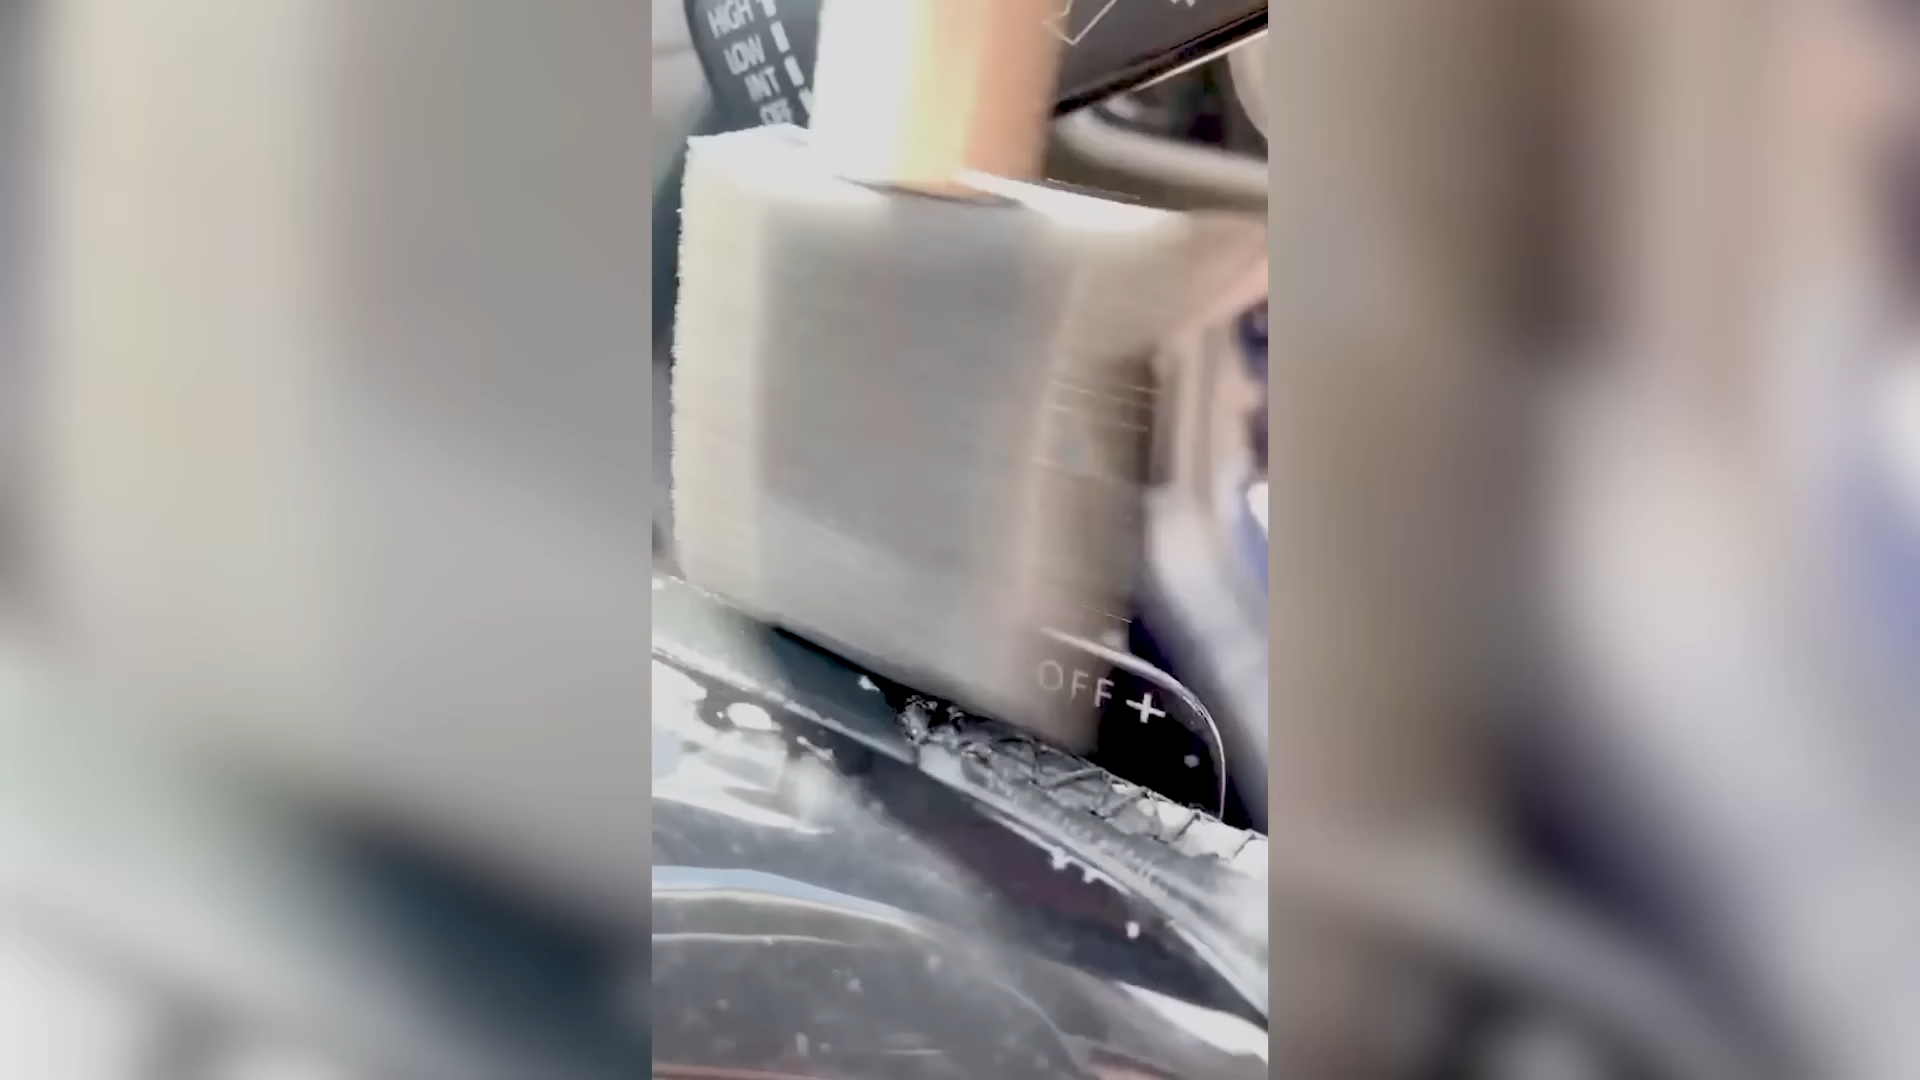 HIGH
LOW
INT
OFF
OFF +